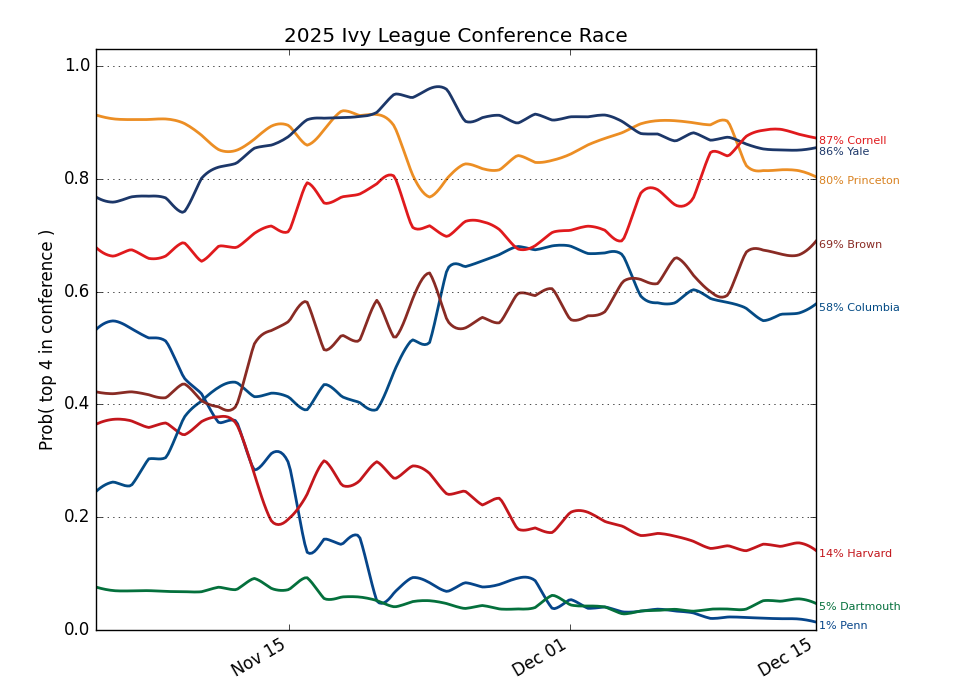 2025 Ivy League Conference Race
Prob( top 4 in conference )
1.0
0.8
0.6
0.4
0.2
0.0
Nov 15
Dec 01
Dec 15
87% Cornell
86% Yale
80% Princeton
69% Brown
58% Columbia
14% Harvard
5% Dartmouth
1% Penn